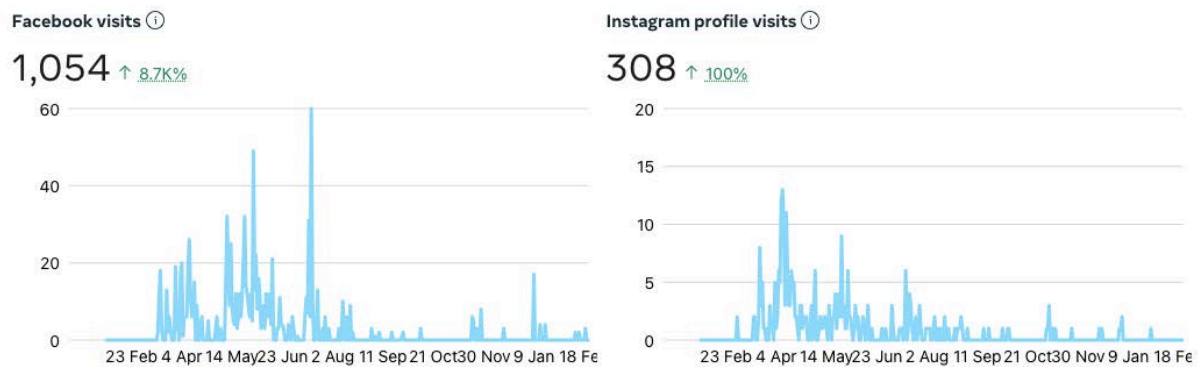 Facebook visits
1,054 ↑ 8.7K%
60
40
20
0
23 Feb 4 Apr 14 May23 Jun 2 Aug 11 Sep 21 Oct30 Nov 9 Jan 18 Fe
Instagram profile visits
308 ↑ 100%
20
15
10
5
0
23 Feb 4 Apr 14 May23 Jun 2 Aug 11 Sep 21 Oct30 Nov 9 Jan 18 Fe